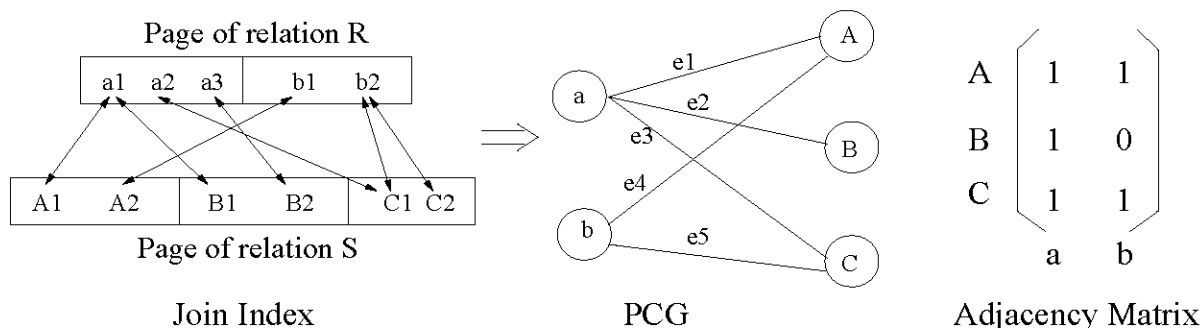 Page of relation R
a1 a2 a3 b1 b2
A1 A2 B1 B2 C1 C2
Page of relation S
Join Index
a
b
A
B
C
e1
e2
e3
e4
e5
PCG
A 1 1
B 1 0
C 1 1
a b
Adjacency Matrix